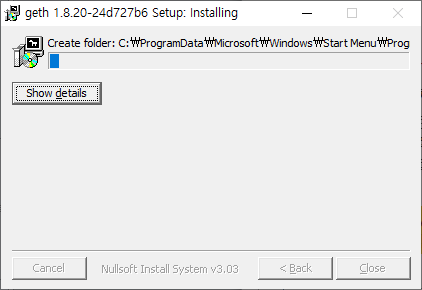 geth 1.8.20-24d727b6 Setup: Installing
Create folder: C:₩ProgramData₩Microsoft₩Windows₩Start Menu₩Prog
Show details
Cancel
Nullsoft Install System v3.03
< Back
Close